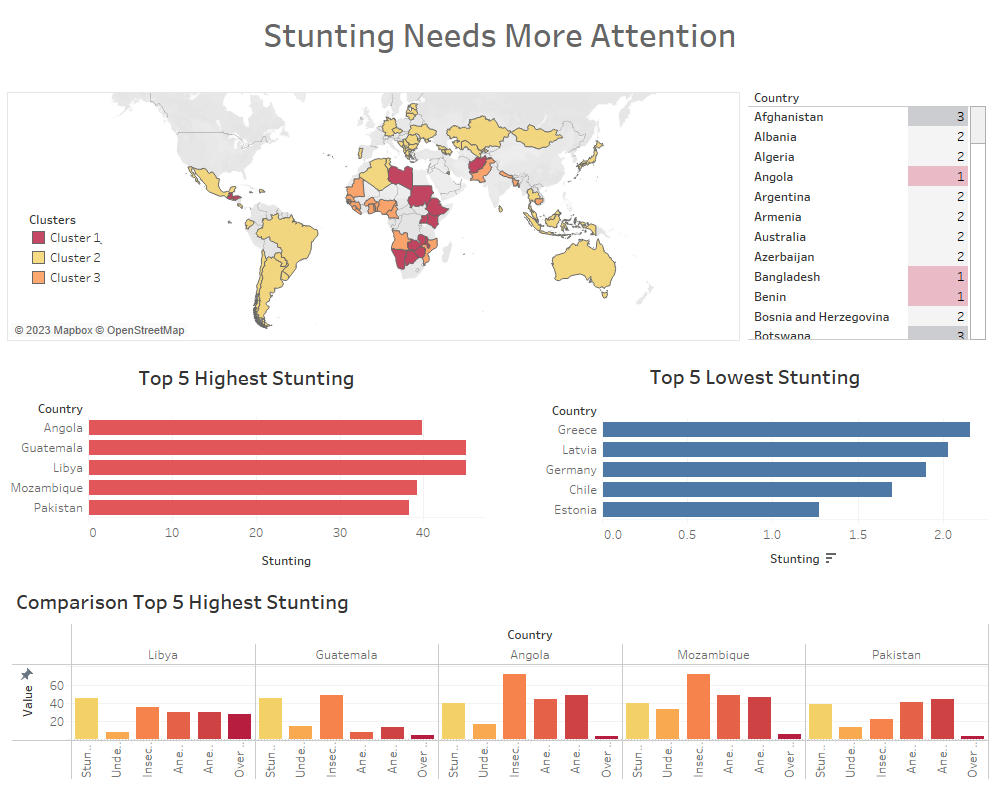 Stunting Needs More Attention
Clusters
Cluster 1
Cluster 2
Cluster 3
© 2023 Mapbox © OpenStreetMap
Country
Afghanistan 3
Albania 2
Algeria 2
Angola 1
Argentina 2
Armenia 2
Australia 2
Azerbaijan 2
Bangladesh 1
Benin 1
Bosnia and Herzegovina 2
Botswana 3
Top 5 Highest Stunting
Country
Angola
Guatemala
Libya
Mozambique
Pakistan
0 10 20 30 40
Stunting
Top 5 Lowest Stunting
Country
Greece
Latvia
Germany
Chile
Estonia
0.0 0.5 1.0 1.5 2.0
Stunting
Comparison Top 5 Highest Stunting
Country
Libya Guatemala Angola Mozambique Pakistan
Value
60
40
20
Stun.. Unde.. Insec.. Ane.. Ane.. Over .. Stun.. Unde.. Insec.. Ane.. Ane.. Over .. Stun.. Unde.. Insec.. Ane.. Ane.. Over .. Stun.. Unde.. Insec.. Ane.. Ane.. Over .. Stun.. Unde.. Insec.. Ane.. Ane.. Over ..